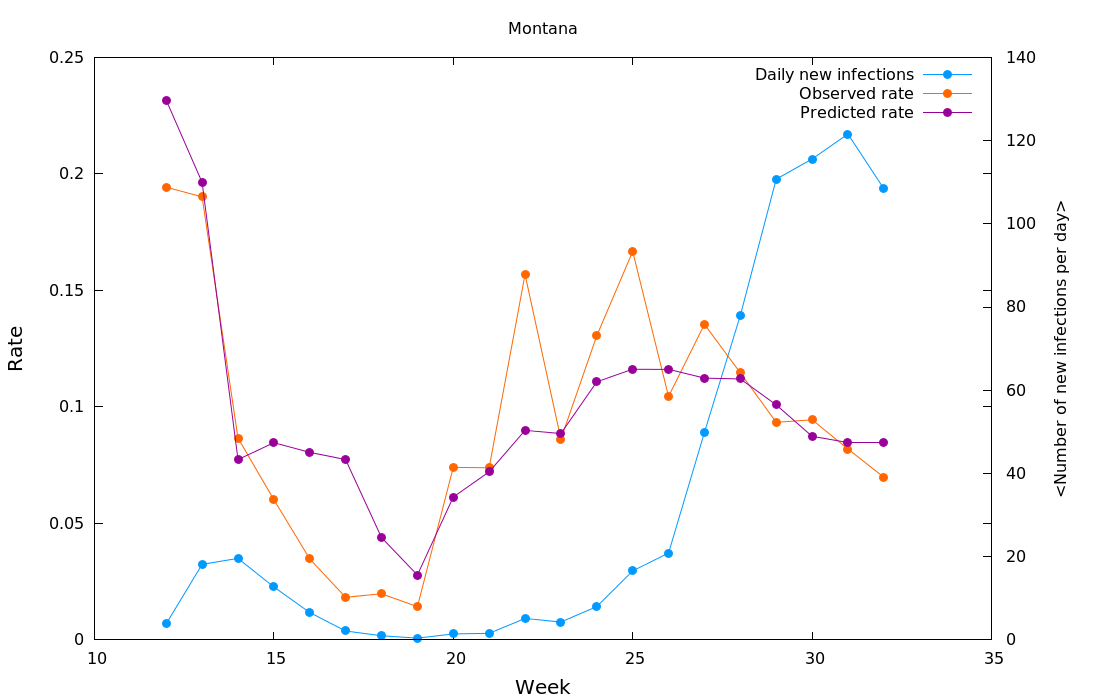 Montana
Daily new infections
Observed rate
Predicted rate
0.25
0.2
0.15
0.1
0.05
0
140
120
100
80
60
40
20
0
10
15
20
25
30
35
Rate
<Number of new infections per day>
Week